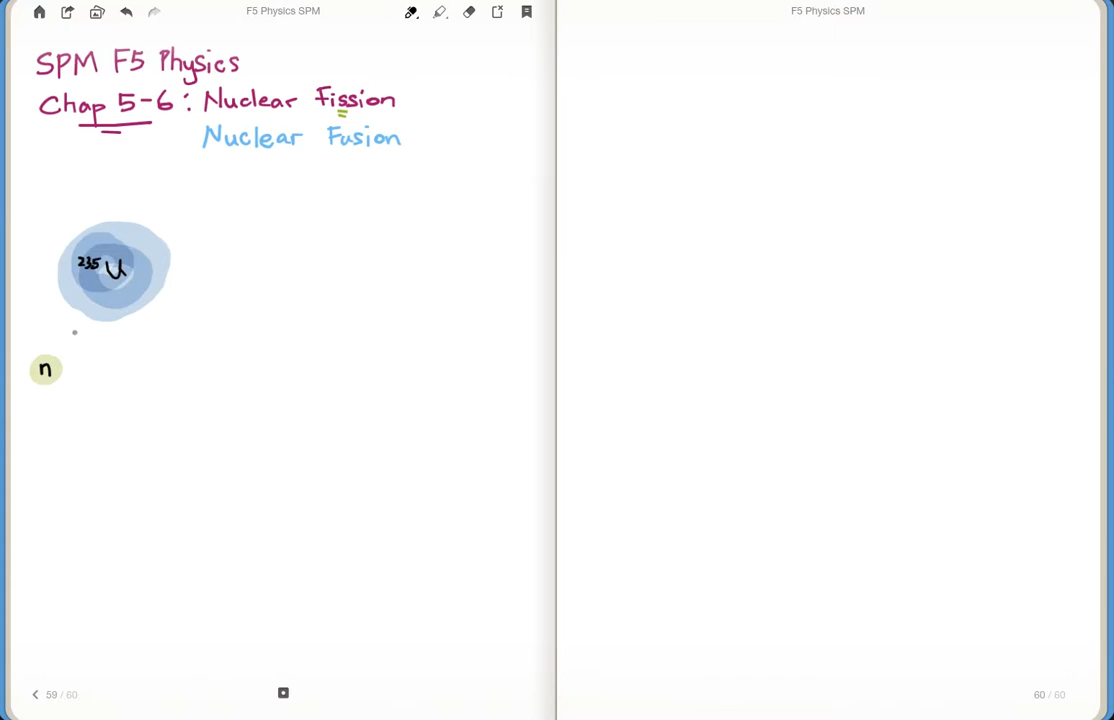 F5 Physics SPM
F5 Physics SPM
SPM F5 Physics
Chap 5-6: Nuclear Fission
Nuclear Fusion
235U
n
59 / 60
60 / 60